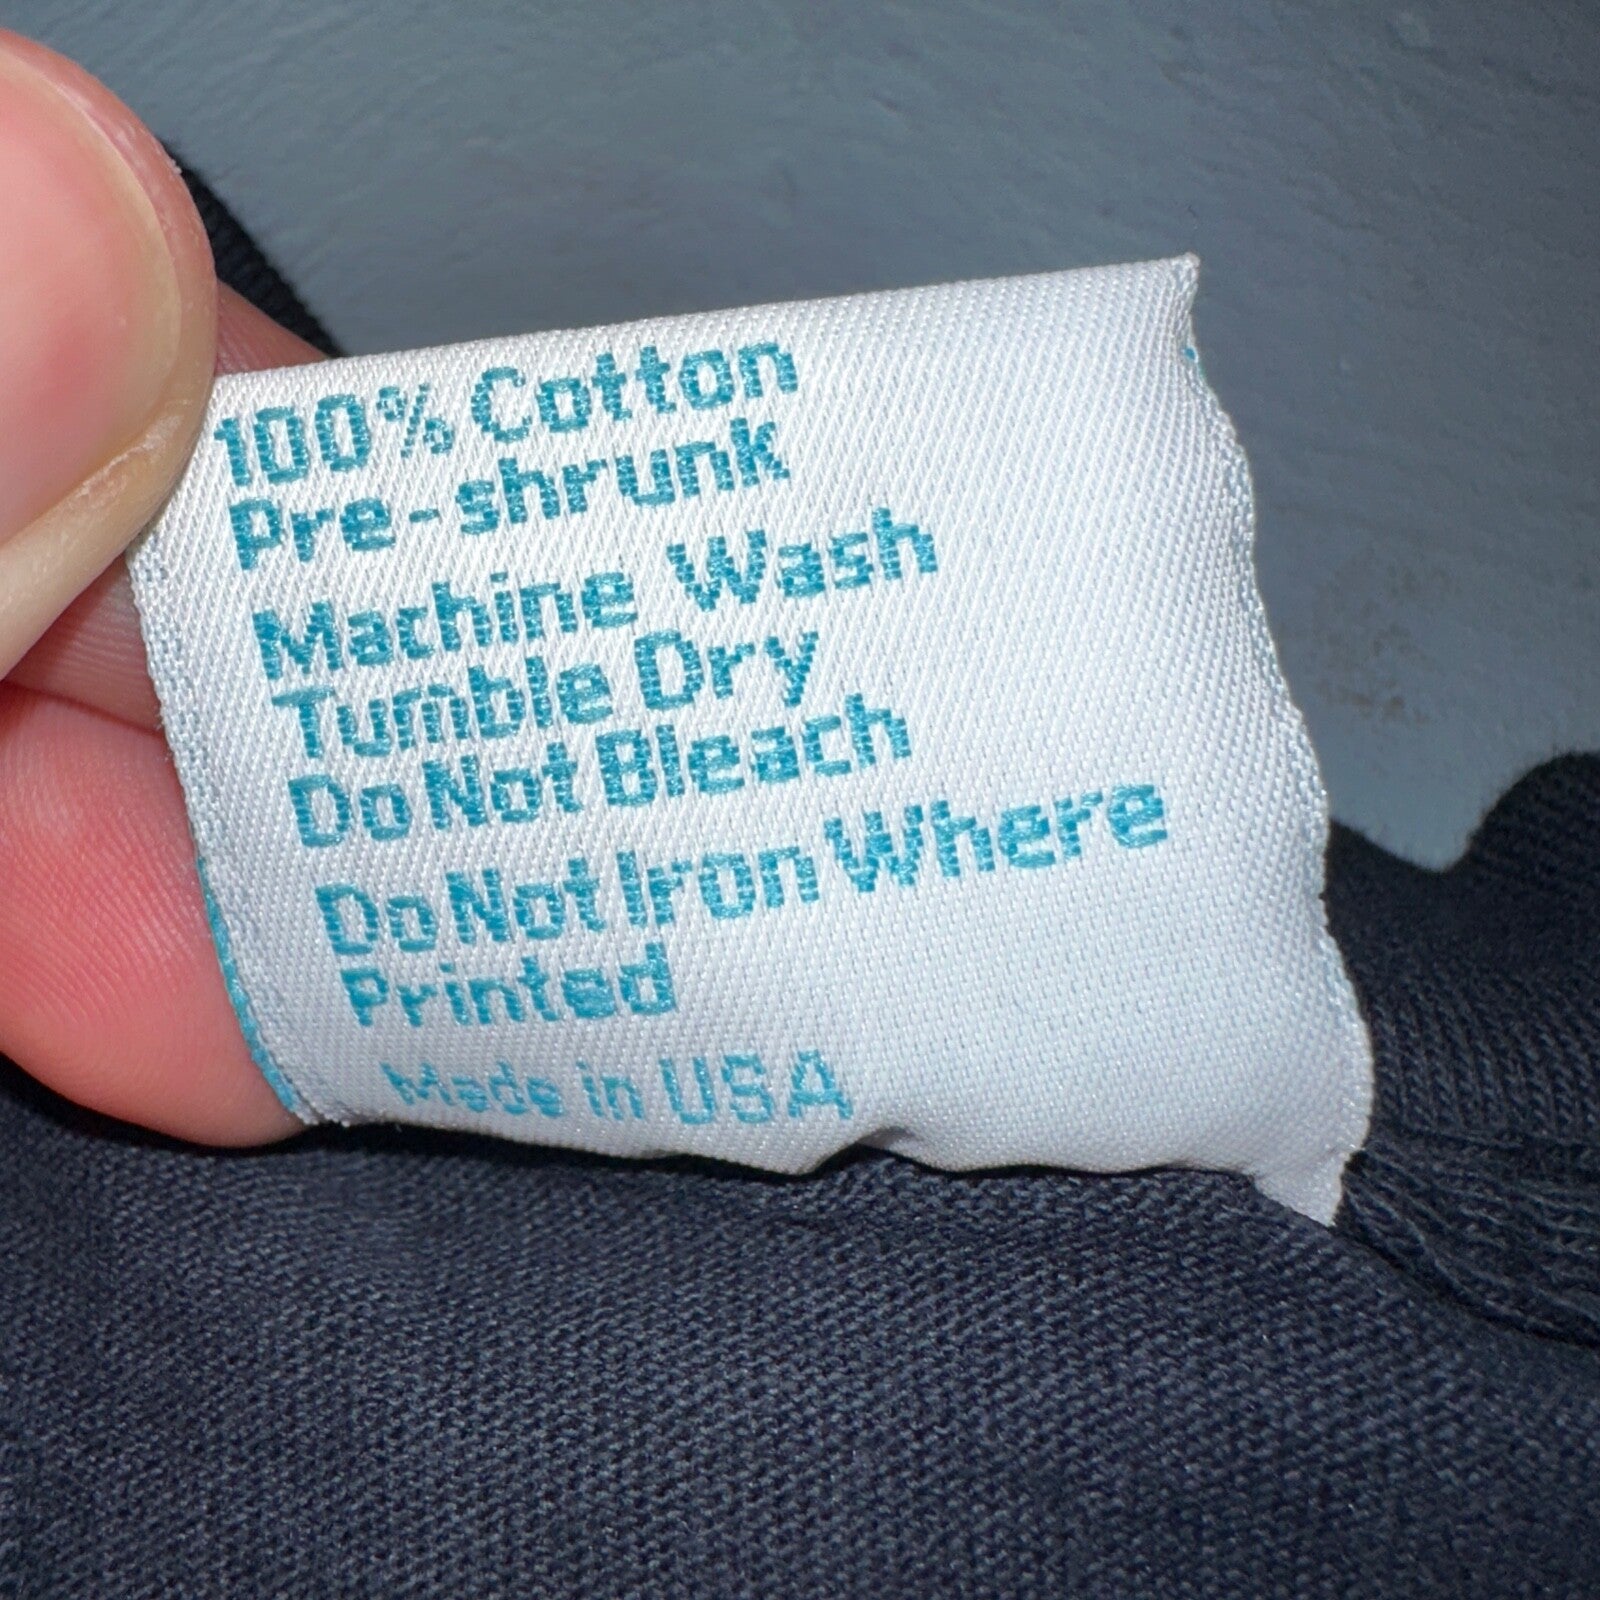 100% Cotton
Pre-shrunk
Machine Wash
Tumble Dry
Do Not Bleach
Do Not Iron Where
Printed
Made in USA